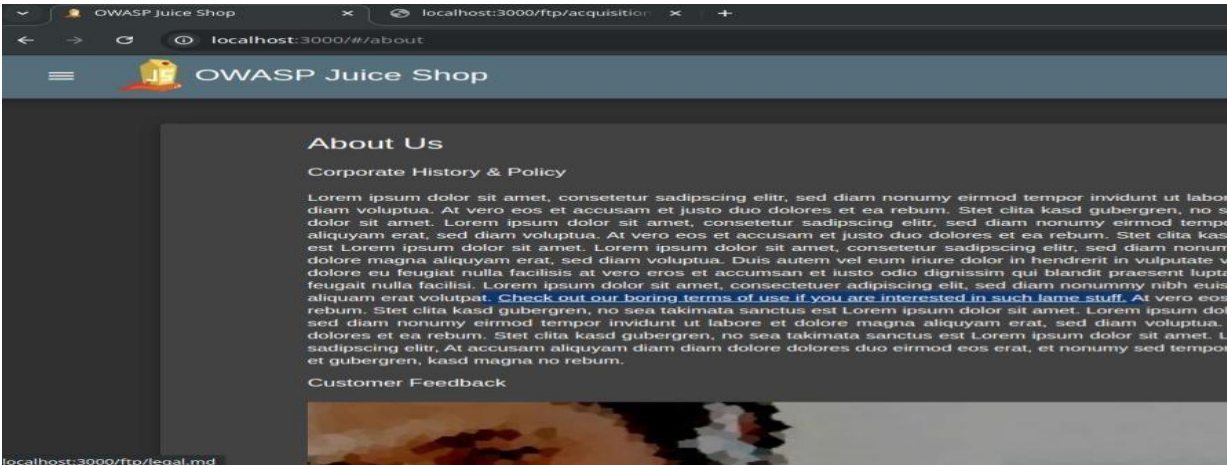 OWASP Juice Shop
localhost:3000/ftp/acquisition
localhost:3000/#/about
OWASP Juice Shop
About Us
Corporate History & Policy
Lorem ipsum dolor sit amet, consetetur sadipscing elitr, sed diam nonumy eirmod tempor invidunt ut labor
diam voluptua. At vero eos et accusam et justo duo dolores et ea rebum. Stet clita kasd gubergren, no s
dolor sit amet. Lorem ipsum dolor sit amet, consetetur sadipscing elitr, sed diam nonumy eirmod tempo
aliquyam erat, sed diam voluptua. At vero eos et accusam et justo duo dolores et ea rebum. Stet clita kas
est Lorem ipsum dolor sit amet. Lorem ipsum dolor sit amet, consetetur sadipscing elitr, sed diam nonum
dolore magna aliquyam erat, sed diam voluptua. Duis autem vel eum iriure dolor in hendrerit in vulputate v
dolore eu feugiat nulla facilisis at vero eros et accumsan et iusto odio dignissim qui blandit praesent lupta
feugait nulla facilisi. Lorem ipsum dolor sit amet, consectetuer adipiscing elit, sed diam nonummy nibh euis
aliquam erat volutpat. Check out our boring terms of use if you are interested in such lame stuff. At vero eos
rebum. Stet clita kasd gubergren, no sea takimata sanctus est Lorem ipsum dolor sit amet. Lorem ipsum dol
sed diam nonumy eirmod tempor invidunt ut labore et dolore magna aliquyam erat, sed diam voluptua.
dolores et ea rebum. Stet clita kasd gubergren, no sea takimata sanctus est Lorem ipsum dolor sit amet. L
sadipscing elitr, At accusam aliquyam diam diam dolore dolores duo eirmod eos erat, et nonumy sed tempor
et gubergren, kasd magna no rebum.
Customer Feedback
localhost:3000/ftp/legal.md